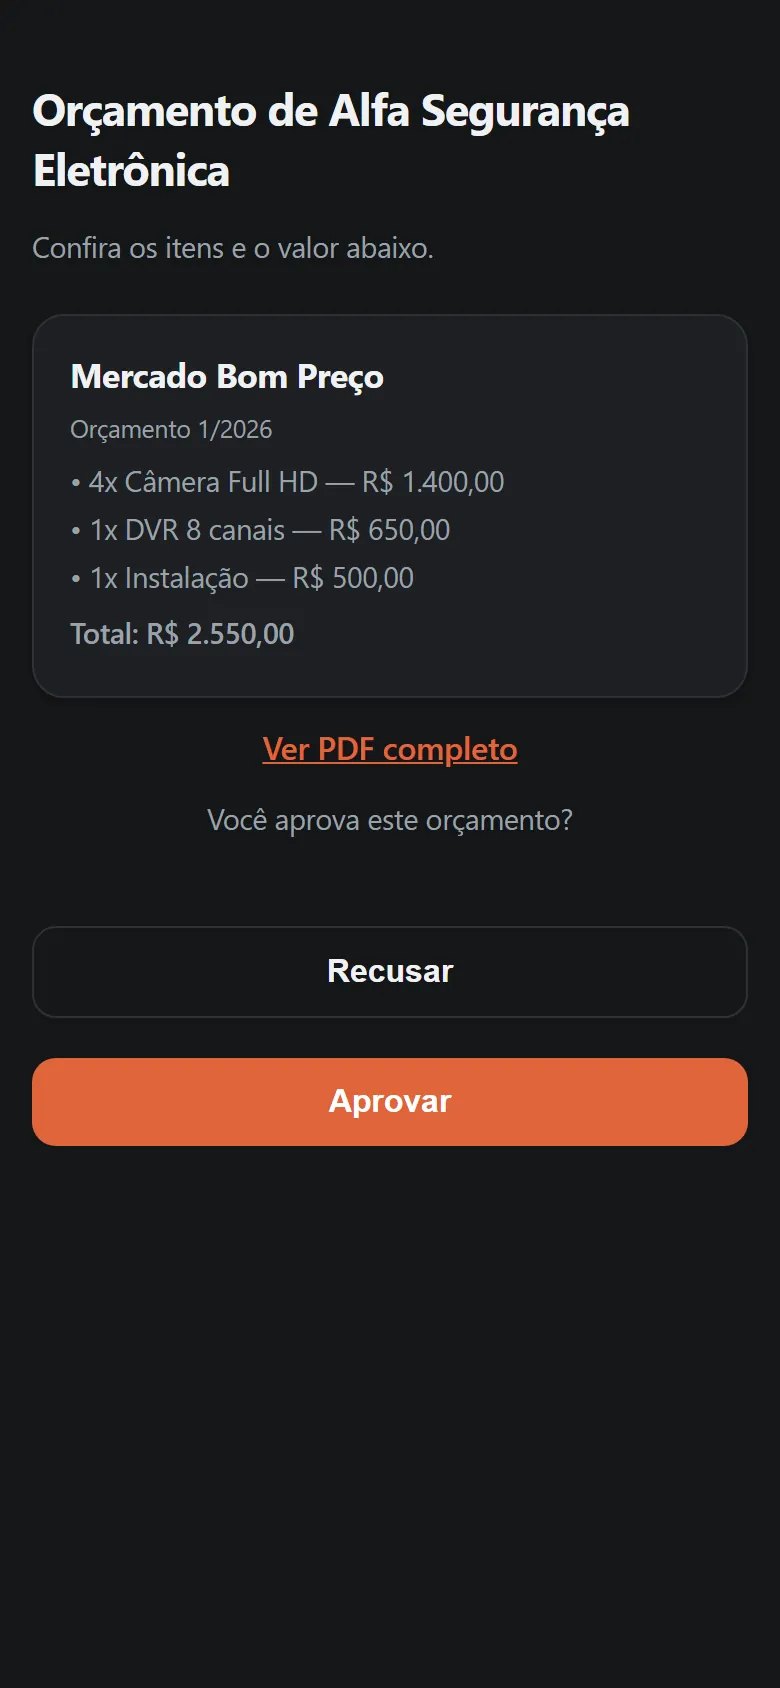 Orçamento de Alfa Segurança
Eletrônica
Confira os itens e o valor abaixo.
Mercado Bom Preço
Orçamento 1/2026
• 4x Câmera Full HD — R$ 1.400,00
• 1x DVR 8 canais — R$ 650,00
• 1x Instalação — R$ 500,00
Total: R$ 2.550,00
Ver PDF completo
Você aprova este orçamento?
Recusar
Aprovar